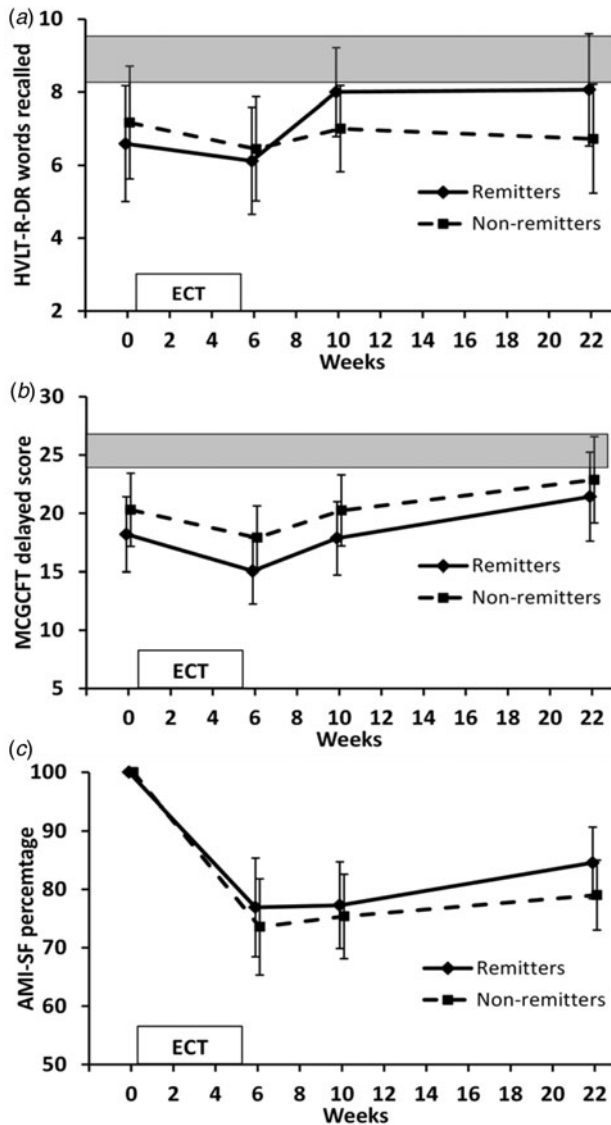 (a)
10
8
6
4
2
HVLT-R-DR words recalled
Remitters
Non-remitters
ECT
0 2 4 6 8 10 12 14 16 18 20 22
Weeks
(b)
30
25
20
15
10
5
MCGCFT delayed score
Remitters
Non-remitters
ECT
0 2 4 6 8 10 12 14 16 18 20 22
Weeks
(c)
100
90
80
70
60
50
AMI-SF percemtage
Remitters
Non-remitters
ECT
0 2 4 6 8 10 12 14 16 18 20 22
Weeks